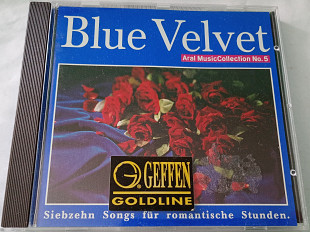 Blue Velvet
Aral MusicCollection No.5
G. GEFFEN
GOLDLINE
Siebzehn Songs für romantische Stunden.